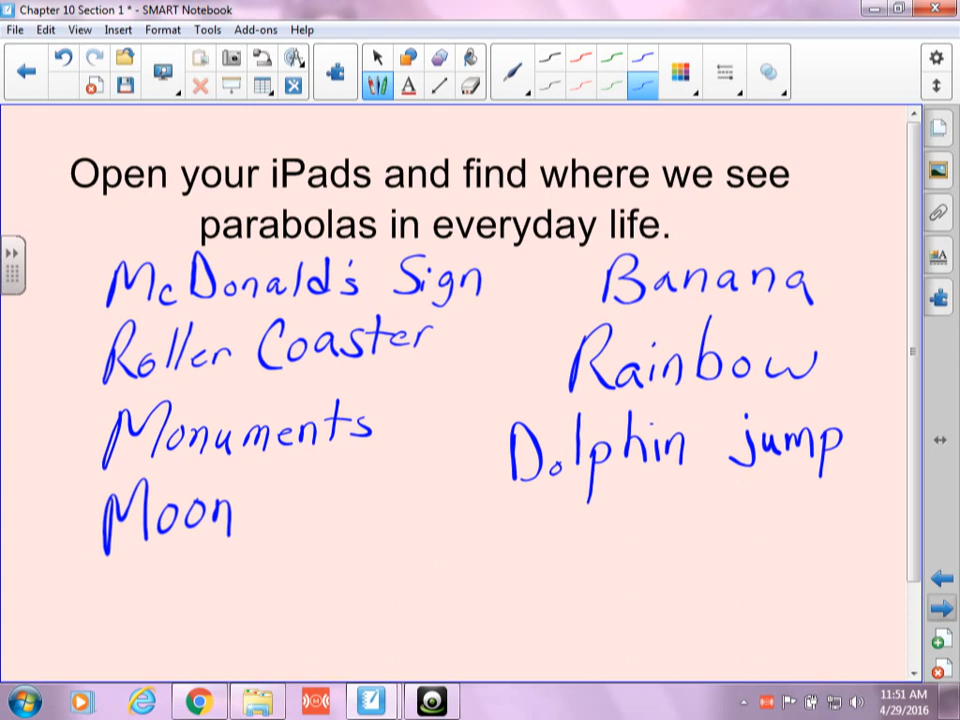 Chapter 10 Section 1 * - SMART Notebook
File Edit View Insert Format Tools Add-ons Help
Open your iPads and find where we see
parabolas in everyday life.
McDonald's Sign
Roller Coaster
Monuments
Moon
Banana
Rainbow
Dolphin jump
11:51 AM
4/29/2016